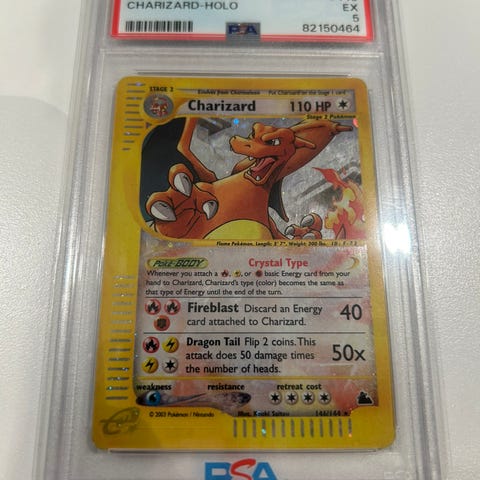 CHARIZARD-HOLO
EX
5
PSA
82150464
STAGE 2
Evolves from Charmeleon
Put Charizard on the Stage 1 card
Charizard 110 HP
Stage 2 Pokémon
Flame Pokémon. Length: 5' 7", Weight: 200 lbs.
Poké-BODY Crystal Type
Whenever you attach a , , or basic Energy card from your
hand to Charizard, Charizard's type (color) becomes the same as
that type of Energy until the end of the turn.
Fireblast Discard an Energy
card attached to Charizard.
40
Dragon Tail Flip 2 coins. This
attack does 50 damage times
the number of heads.
50x
weakness resistance retreat cost
© 2003 Pokémon / Nintendo
Illus. Kouki Saitou
146/144
PSA